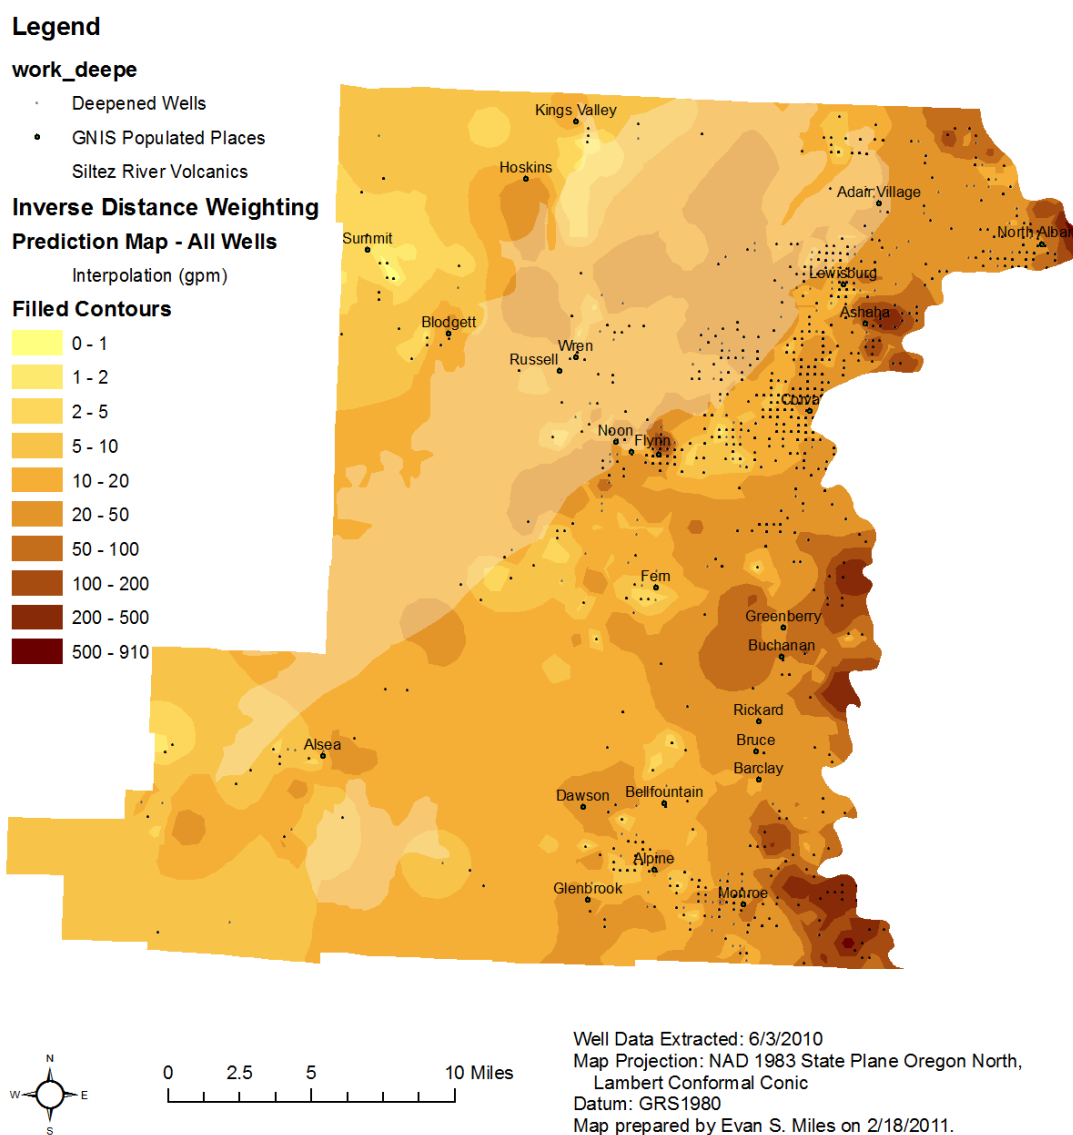 Legend
work_deepe
Deepened Wells
GNIS Populated Places
Siltez River Volcanics
Inverse Distance Weighting
Prediction Map - All Wells
Interpolation (gpm)
Filled Contours
0 - 1
1 - 2
2 - 5
5 - 10
10 - 20
20 - 50
50 - 100
100 - 200
200 - 500
500 - 910
Kings Valley
Hoskins
Adair Village
Summit
North Alban
Lewisburg
Ashaha
Blodgett
Wren
Russell
Corva
Noon
Flynn
Fern
Greenberry
Buchanan
Rickard
Alsea
Bruce
Barclay
Dawson
Bellfountain
Alpine
Glenbrook
Monroe
N
W
E
S
0 2.5 5 10 Miles
Well Data Extracted: 6/3/2010
Map Projection: NAD 1983 State Plane Oregon North,
Lambert Conformal Conic
Datum: GRS1980
Map prepared by Evan S. Miles on 2/18/2011.